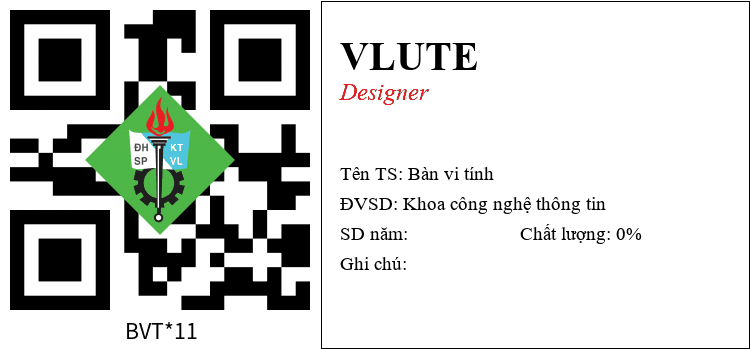 ĐH KT
SP VL
BVT*11
VLUTE
Designer
Tên TS: Bàn vi tính
ĐVSD: Khoa công nghệ thông tin
SD năm: Chất lượng: 0%
Ghi chú: